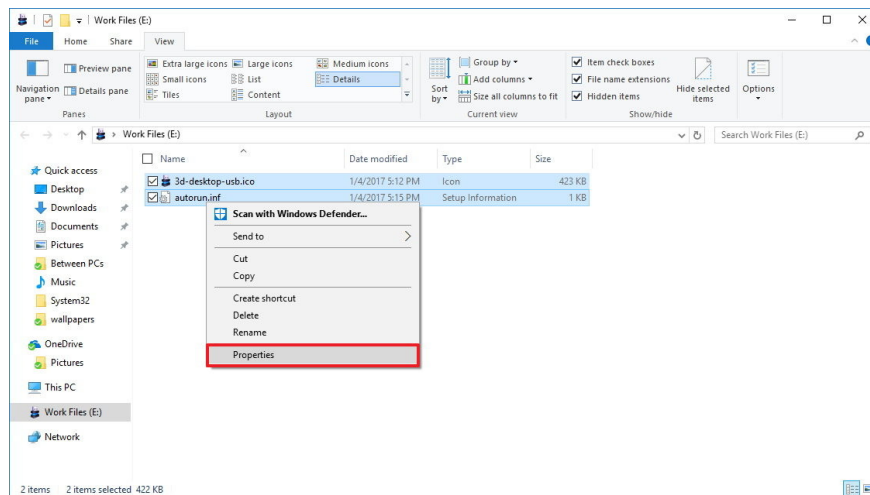 Work Files (E:)
File Home Share View
Preview pane
Extra large icons Large icons Medium icons
Group by
Item check boxes
Small icons List Details
Add columns
File name extensions
Navigation pane
Details pane
Tiles Content
Sort by
Size all columns to fit
Hidden items
Hide selected items
Options
Panes Layout Current view Show/hide
Work Files (E:)
Search Work Files (E:)
Name Date modified Type Size
Quick access
3d-desktop-usb.ico 1/4/2017 5:12 PM Icon 423 KB
Desktop
autorun.inf 1/4/2017 5:15 PM Setup Information 1 KB
Downloads
Scan with Windows Defender...
Documents
Send to
Pictures
Cut
Between PCs
Copy
Music
Create shortcut
System32
Delete
wallpapers
Rename
OneDrive
Properties
Pictures
This PC
Work Files (E:)
Network
2 items 2 items selected 422 KB